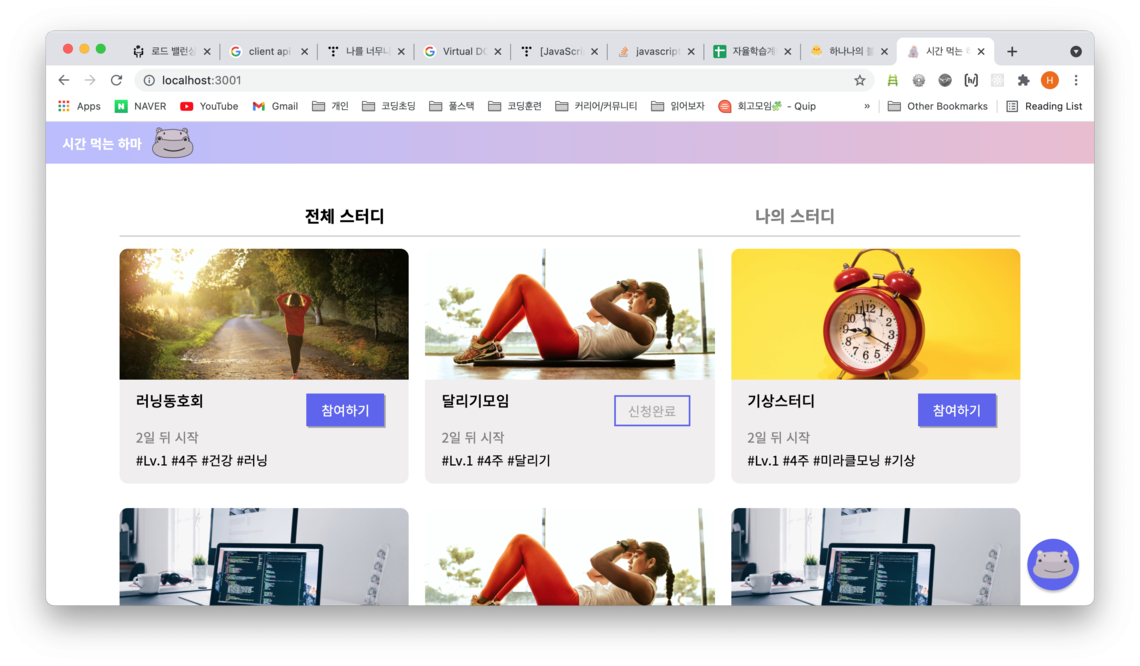 로드 밸런싱
client api
나를 너무나
Virtual DO
[JavaScri
javascript
자율학습게
하나나의 블
시간 먹는 하
localhost:3001
H
Apps
NAVER
YouTube
Gmail
개인
코딩초딩
풀스택
코딩훈련
커리어/커뮤니티
읽어보자
회고모임 - Quip
»
Other Bookmarks
Reading List
시간 먹는 하마
전체 스터디
나의 스터디
러닝동호회
참여하기
2일 뒤 시작
#Lv.1 #4주 #건강 #러닝
달리기모임
신청완료
2일 뒤 시작
#Lv.1 #4주 #달리기
기상스터디
참여하기
2일 뒤 시작
#Lv.1 #4주 #미라클모닝 #기상